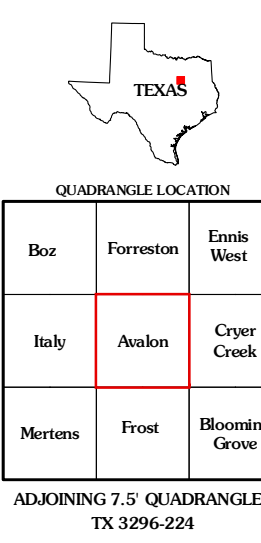 TEXAS
QUADRANGLE LOCATION
Boz
Forreston
Ennis
West
Italy
Avalon
Cryer
Creek
Mertens
Frost
Bloomin
Grove
ADJOINING 7.5' QUADRANGLE
TX 3296-224